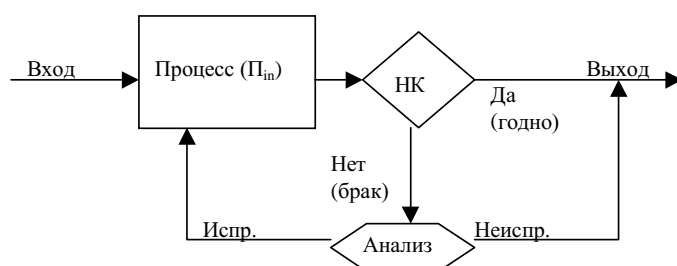 Вход
Процесс (Пin)
НК
Выход
Да
(годно)
Нет
(брак)
Испр.
Анализ
Неиспр.